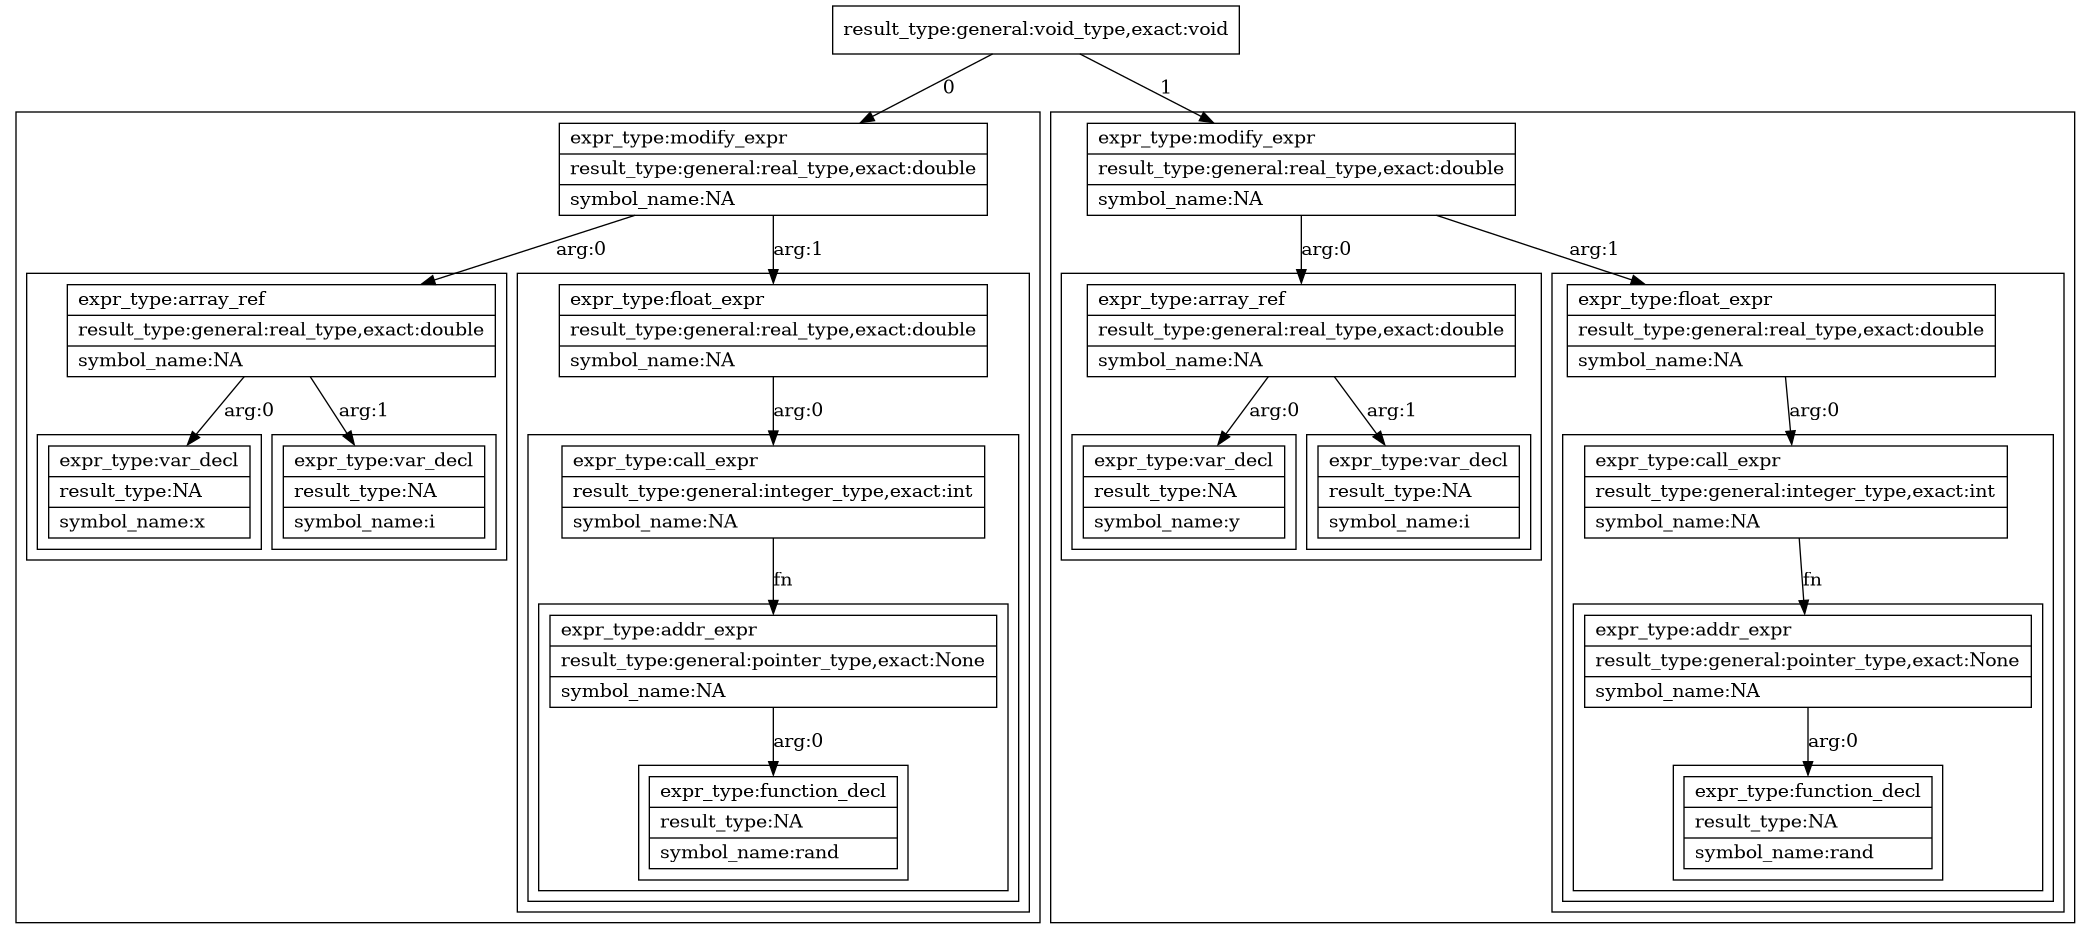 result_type:general:void_type,exact:void
0
1
expr_type:modify_expr
result_type:general:real_type,exact:double
symbol_name:NA
expr_type:modify_expr
result_type:general:real_type,exact:double
symbol_name:NA
arg:0
arg:1
arg:0
arg:1
expr_type:array_ref
result_type:general:real_type,exact:double
symbol_name:NA
expr_type:float_expr
result_type:general:real_type,exact:double
symbol_name:NA
expr_type:array_ref
result_type:general:real_type,exact:double
symbol_name:NA
expr_type:float_expr
result_type:general:real_type,exact:double
symbol_name:NA
arg:0
arg:1
arg:0
arg:0
arg:1
arg:0
expr_type:var_decl
result_type:NA
symbol_name:x
expr_type:var_decl
result_type:NA
symbol_name:i
expr_type:call_expr
result_type:general:integer_type,exact:int
symbol_name:NA
expr_type:var_decl
result_type:NA
symbol_name:y
expr_type:var_decl
result_type:NA
symbol_name:i
expr_type:call_expr
result_type:general:integer_type,exact:int
symbol_name:NA
fn
fn
expr_type:addr_expr
result_type:general:pointer_type,exact:None
symbol_name:NA
expr_type:addr_expr
result_type:general:pointer_type,exact:None
symbol_name:NA
arg:0
arg:0
expr_type:function_decl
result_type:NA
symbol_name:rand
expr_type:function_decl
result_type:NA
symbol_name:rand